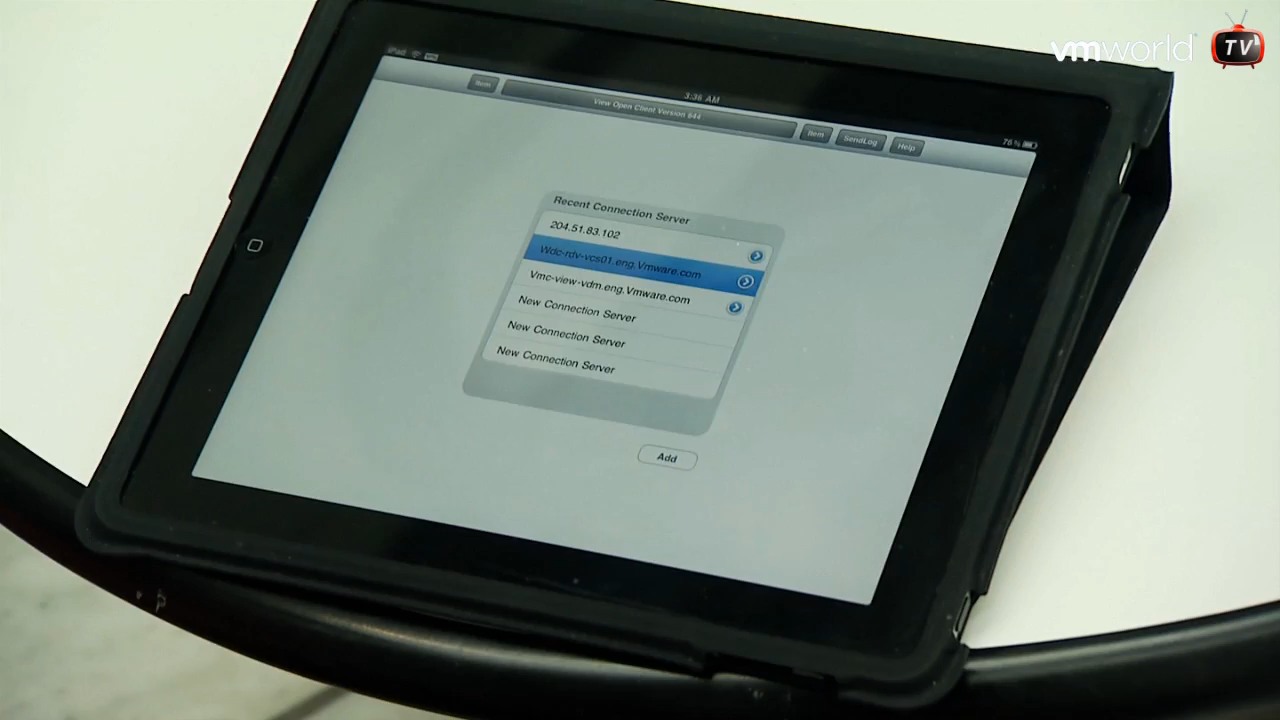 vmworld TV
iPad
3:36 AM
76 %
Item
View Open Client Version 844
Item
SendLog
Help
Recent Connection Server
204.51.83.102
Wdc-rdv-vcs01.eng.Vmware.com
Vmc-view-vdm.eng.Vmware.com
New Connection Server
New Connection Server
New Connection Server
Add